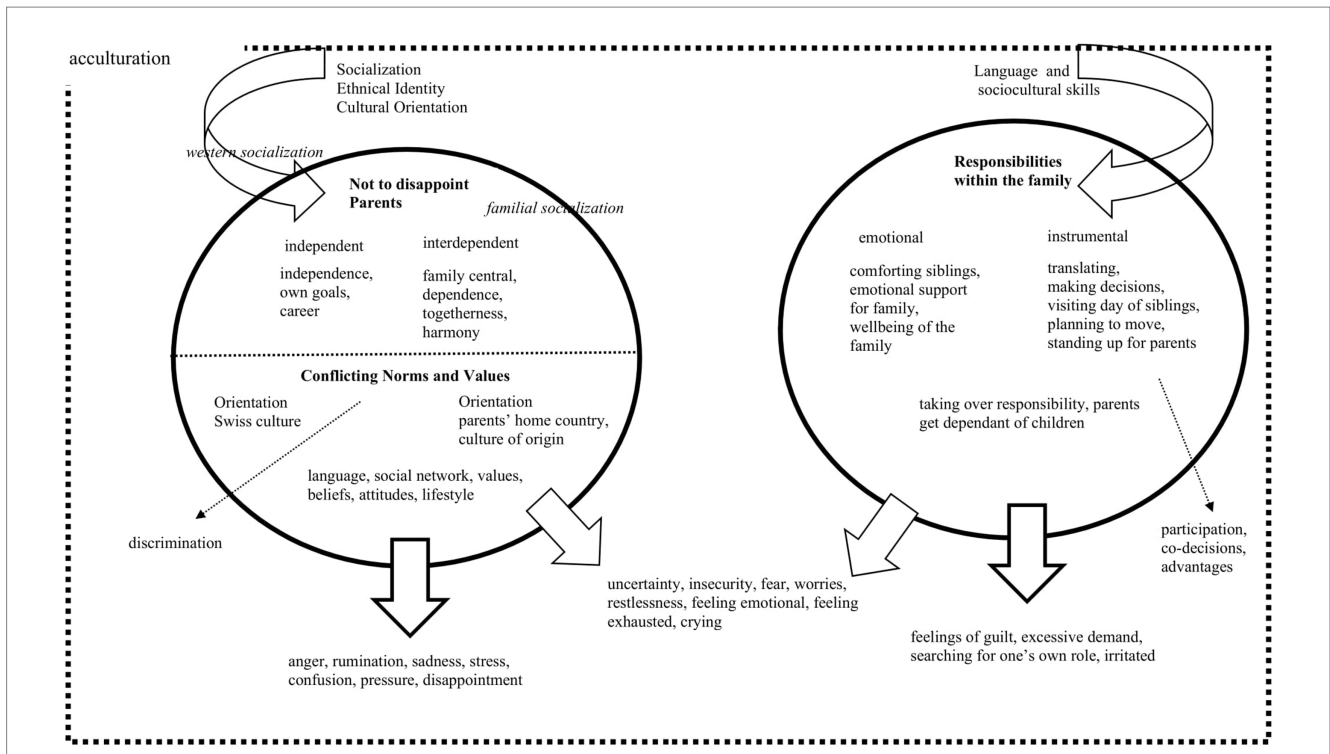 acculturation
Socialization
Ethnical Identity
Cultural Orientation
western socialization
Not to disappoint
Parents
familial socialization
independent
interdependent
independence,
own goals,
career
family central,
dependence,
togetherness,
harmony
Conflicting Norms and Values
Orientation
Swiss culture
Orientation
parents' home country,
culture of origin
language, social network, values,
beliefs, attitudes, lifestyle
discrimination
anger, rumination, sadness, stress,
confusion, pressure, disappointment
uncertainty, insecurity, fear, worries,
restlessness, feeling emotional, feeling
exhausted, crying
Language and
sociocultural skills
Responsibilities
within the family
emotional
instrumental
comforting siblings,
emotional support
for family,
wellbeing of the
family
translating,
making decisions,
visiting day of siblings,
planning to move,
standing up for parents
taking over responsibility, parents
get dependant of children
participation,
co-decisions,
advantages
feelings of guilt, excessive demand,
searching for one's own role, irritated